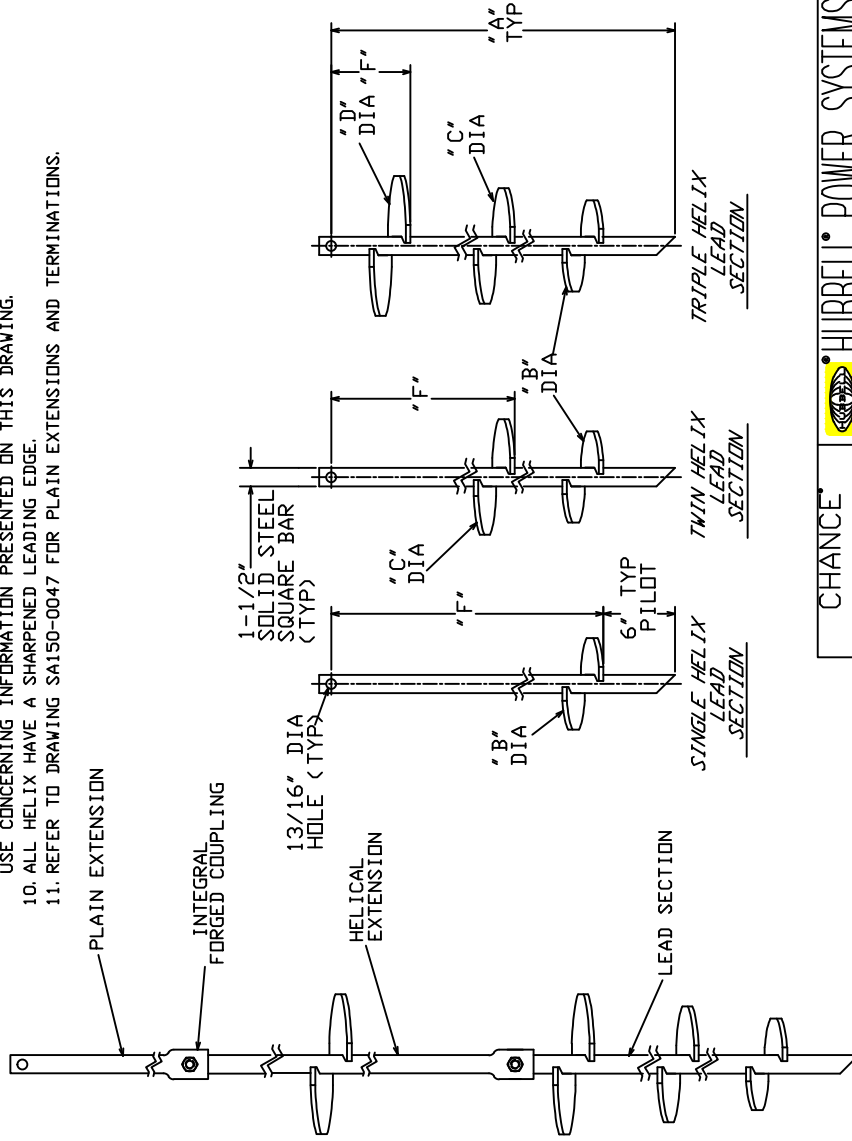 USE CONCERNING INFORMATION PRESENTED ON THIS DRAWING.
10. ALL HELIX HAVE A SHARPENED LEADING EDGE.
11. REFER TO DRAWING SA150-0047 FOR PLAIN EXTENSIONS AND TERMINATIONS.
PLAIN EXTENSION
INTEGRAL
FORGED COUPLING
HELICAL
EXTENSION
LEAD SECTION
1-1/2"
SOLID STEEL
SQUARE BAR
(TYP)
13/16" DIA
HOLE (TYP)
"B"
DIA
"F"
6" TYP
PILOT
SINGLE HELIX
LEAD
SECTION
"C"
DIA
"F"
"B"
DIA
TWIN HELIX
LEAD
SECTION
"D"
DIA
"F"
"C"
DIA
"A"
TYP
TRIPLE HELIX
LEAD
SECTION
CHANCE®
®HUBBELL® POWER SYSTEMS